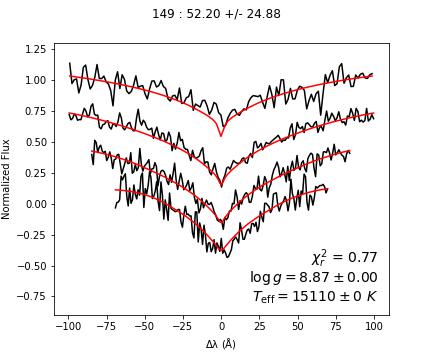 149 : 52.20 +/- 24.88
Normalized Flux
1.25
1.00
0.75
0.50
0.25
0.00
−0.25
−0.50
−0.75
χ²ᵣ = 0.77
log g = 8.87 ± 0.00
T_eff = 15110 ± 0 K
−100 −75 −50 −25 0 25 50 75 100
Δλ (Å)